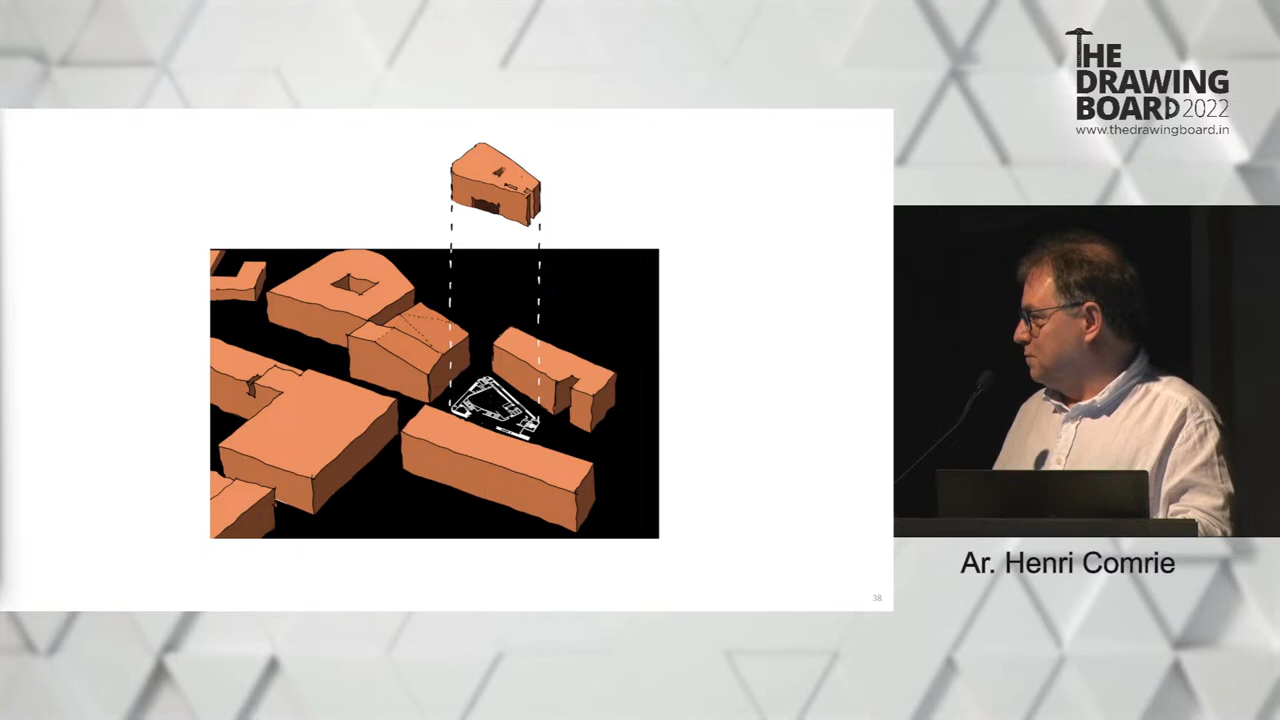 THE
DRAWING
BOARD 2022
www.thedrawingboard.in
Ar. Henri Comrie
38